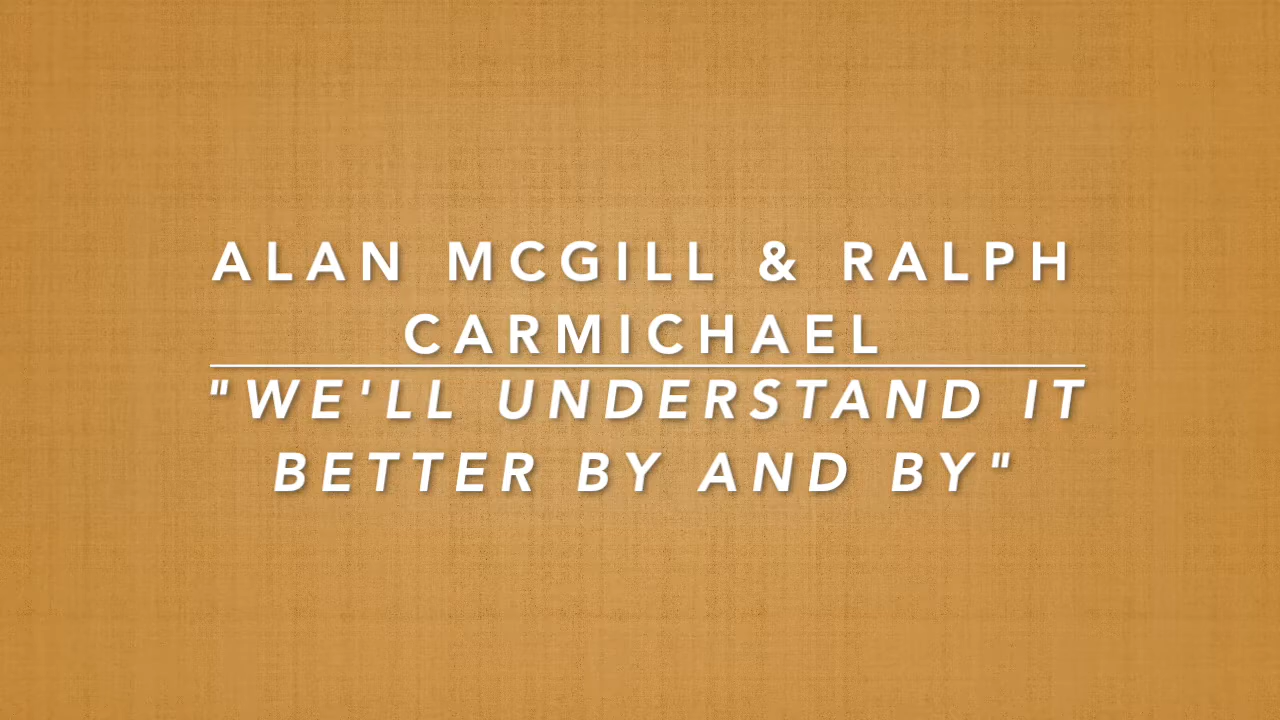 ALAN MCGILL & RALPH
CARMICHAEL
"WE'LL UNDERSTAND IT
BETTER BY AND BY"